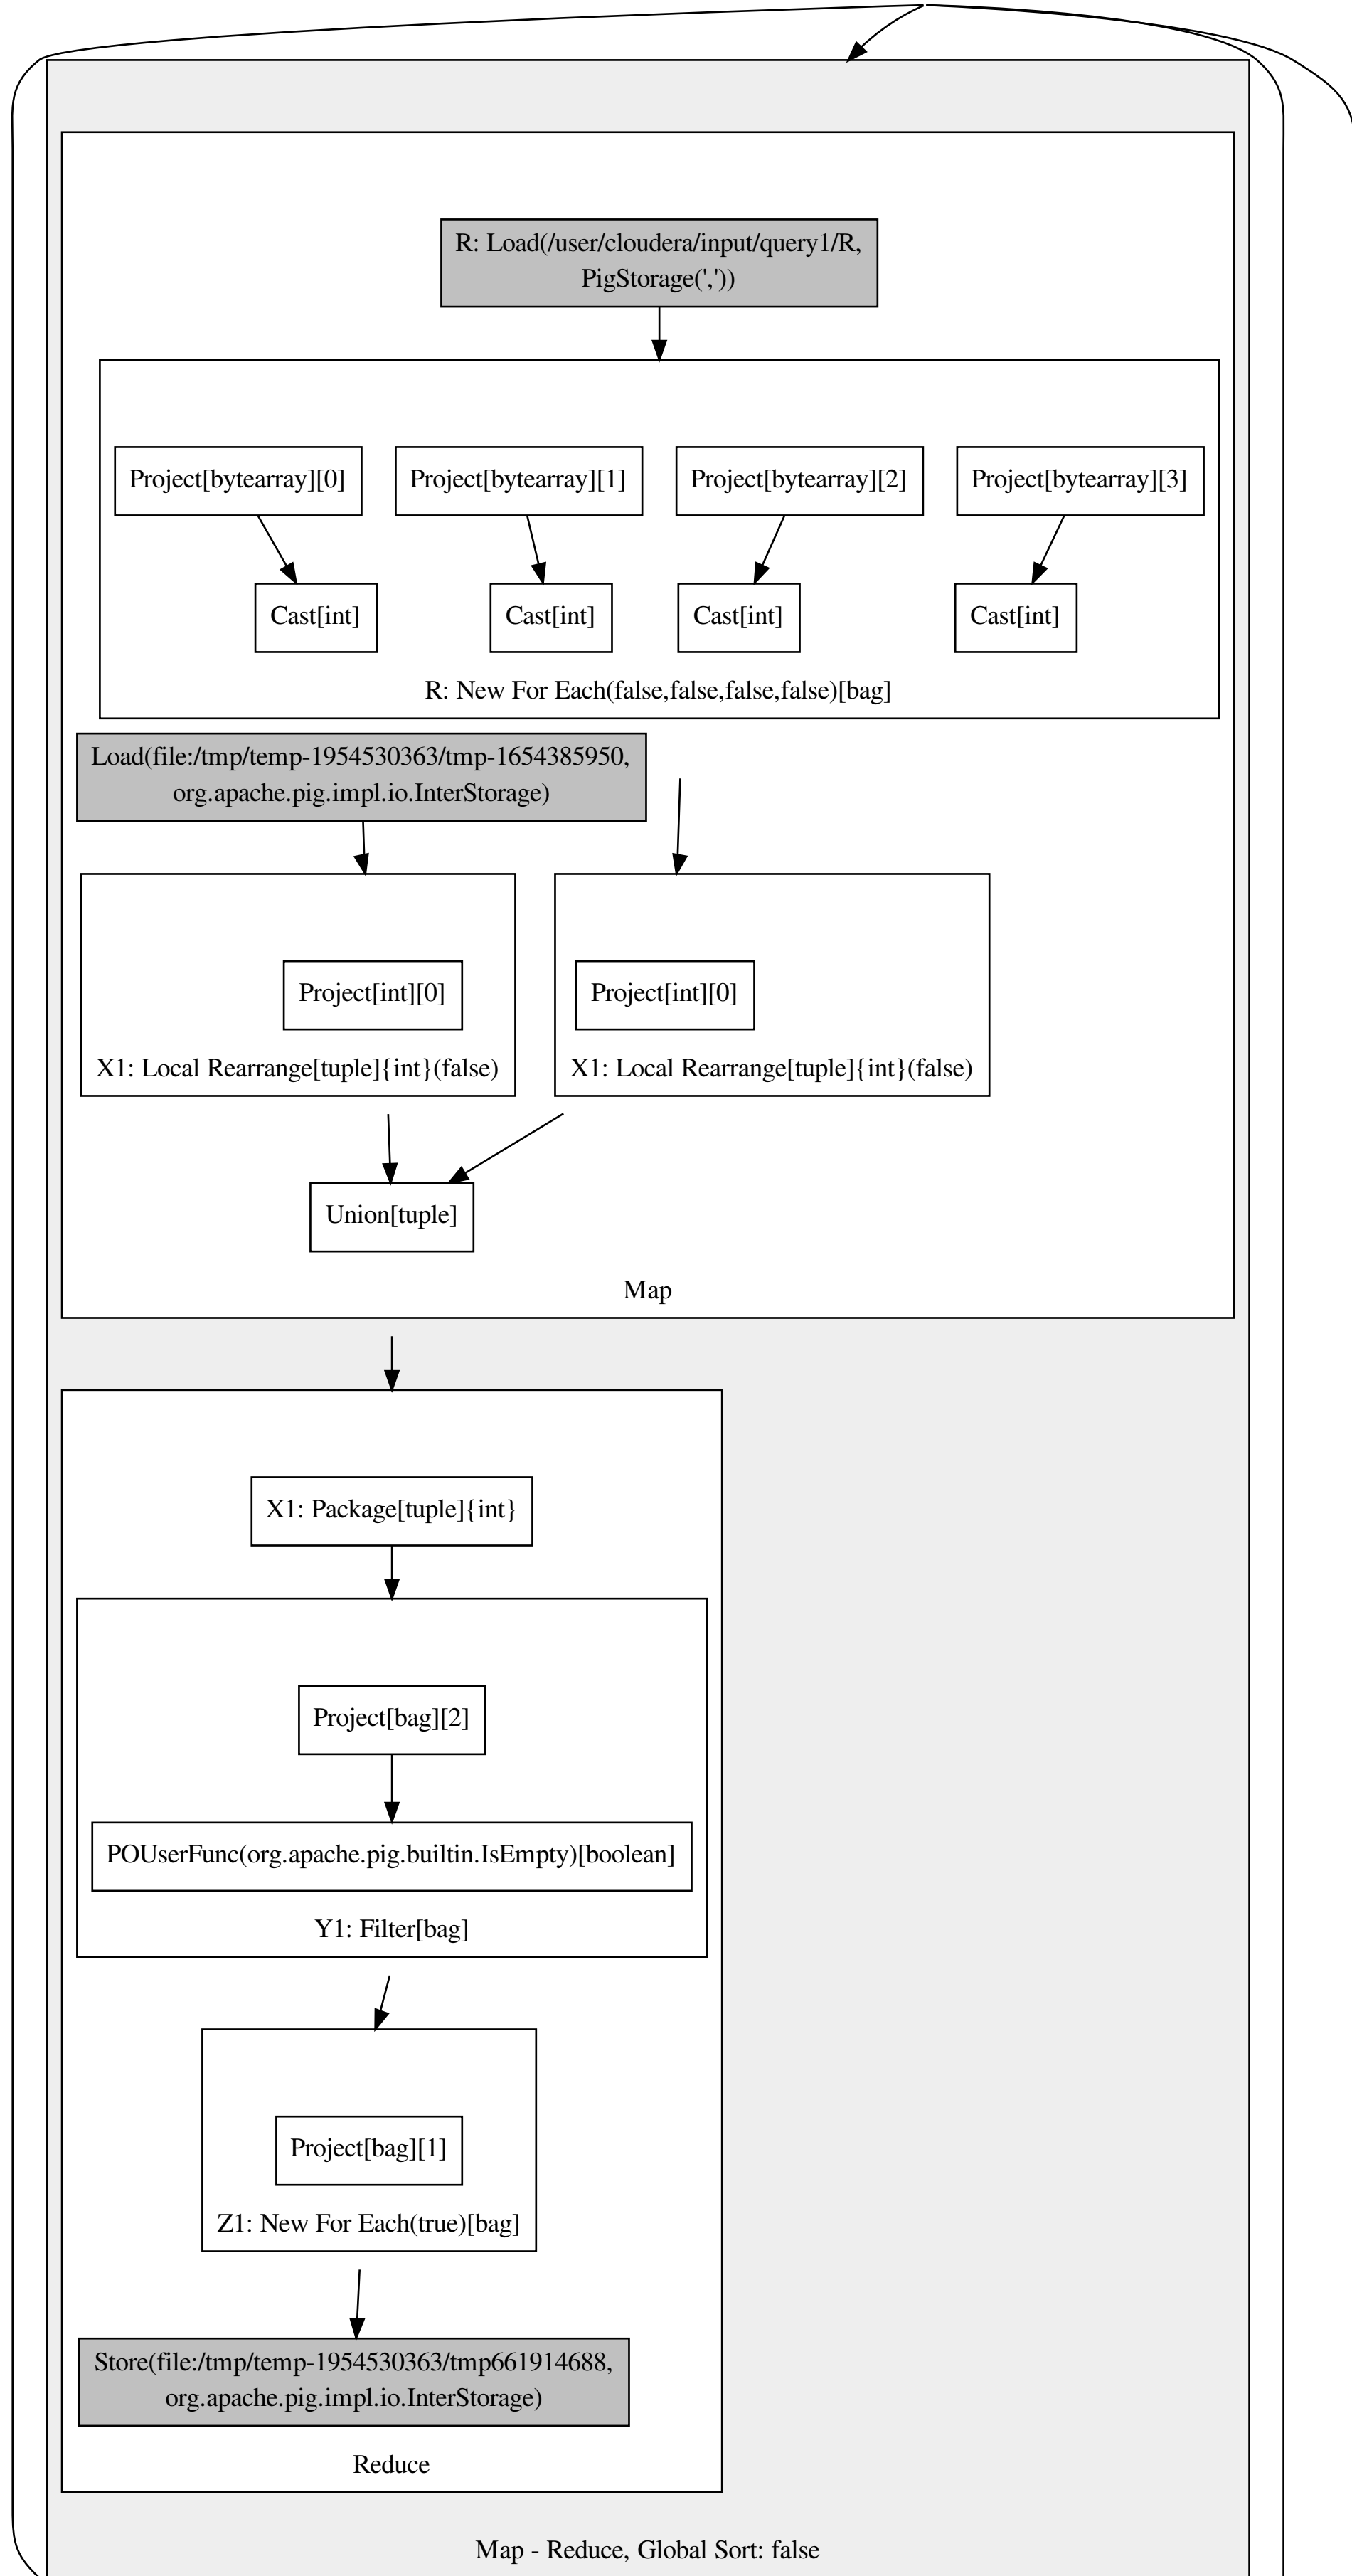 R: Load(/user/cloudera/input/query1/R,
PigStorage(','))
Project[bytearray][0]
Project[bytearray][1]
Project[bytearray][2]
Project[bytearray][3]
Cast[int]
Cast[int]
Cast[int]
Cast[int]
R: New For Each(false,false,false,false)[bag]
Load(file:/tmp/temp-1954530363/tmp-1654385950,
org.apache.pig.impl.io.InterStorage)
Project[int][0]
Project[int][0]
X1: Local Rearrange[tuple]{int}(false)
X1: Local Rearrange[tuple]{int}(false)
Union[tuple]
Map
X1: Package[tuple]{int}
Project[bag][2]
POUserFunc(org.apache.pig.builtin.IsEmpty)[boolean]
Y1: Filter[bag]
Project[bag][1]
Z1: New For Each(true)[bag]
Store(file:/tmp/temp-1954530363/tmp661914688,
org.apache.pig.impl.io.InterStorage)
Reduce
Map - Reduce, Global Sort: false